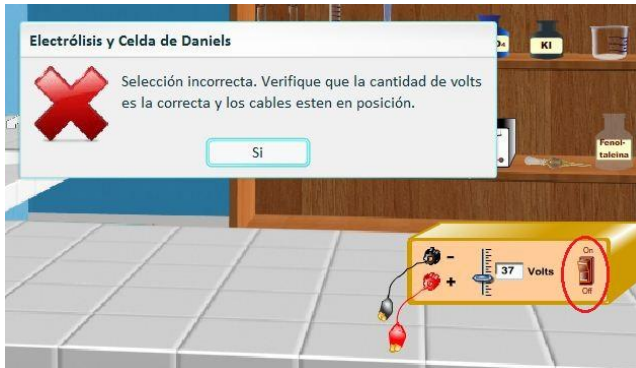 Electrólisis y Celda de Daniels
Selección incorrecta. Verifique que la cantidad de volts
es la correcta y los cables esten en posición.
Si
KI
Fenol-
taleina
-
+
37 Volts
On
Off